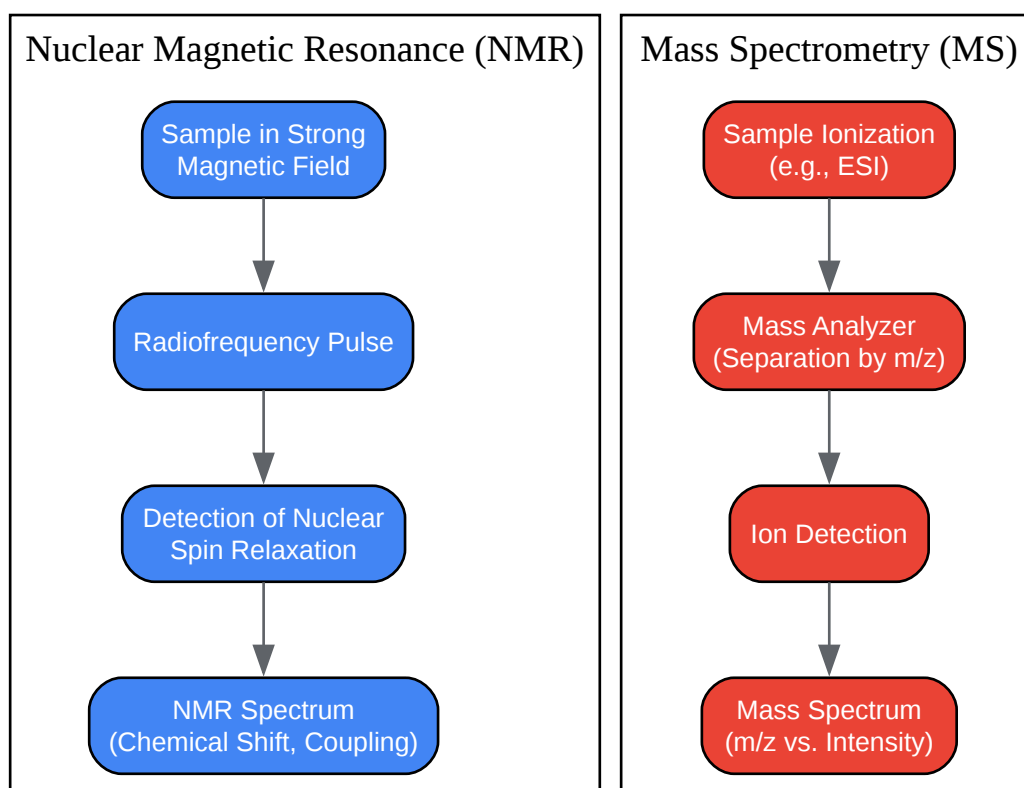 Nuclear Magnetic Resonance (NMR)
Sample in Strong
Magnetic Field
Radiofrequency Pulse
Detection of Nuclear
Spin Relaxation
NMR Spectrum
(Chemical Shift, Coupling)
Mass Spectrometry (MS)
Sample Ionization
(e.g., ESI)
Mass Analyzer
(Separation by m/z)
Ion Detection
Mass Spectrum
(m/z vs. Intensity)